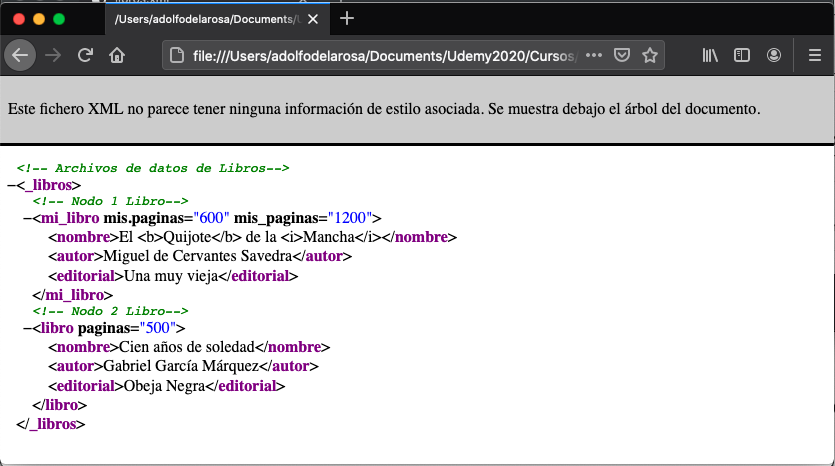 /Users/adolfodelarosa/Documents/
file:///Users/adolfodelarosa/Documents/Udemy2020/Cursos/
Este fichero XML no parece tener ninguna información de estilo asociada. Se muestra debajo el árbol del documento.
<!-- Archivos de datos de Libros-->
−<_libros>
<!-- Nodo 1 Libro-->
−<mi_libro mis.paginas="600" mis_paginas="1200">
<nombre>El <b>Quijote</b> de la <i>Mancha</i></nombre>
<autor>Miguel de Cervantes Savedra</autor>
<editorial>Una muy vieja</editorial>
</mi_libro>
<!-- Nodo 2 Libro-->
−<libro paginas="500">
<nombre>Cien años de soledad</nombre>
<autor>Gabriel García Márquez</autor>
<editorial>Obeja Negra</editorial>
</libro>
</_libros>